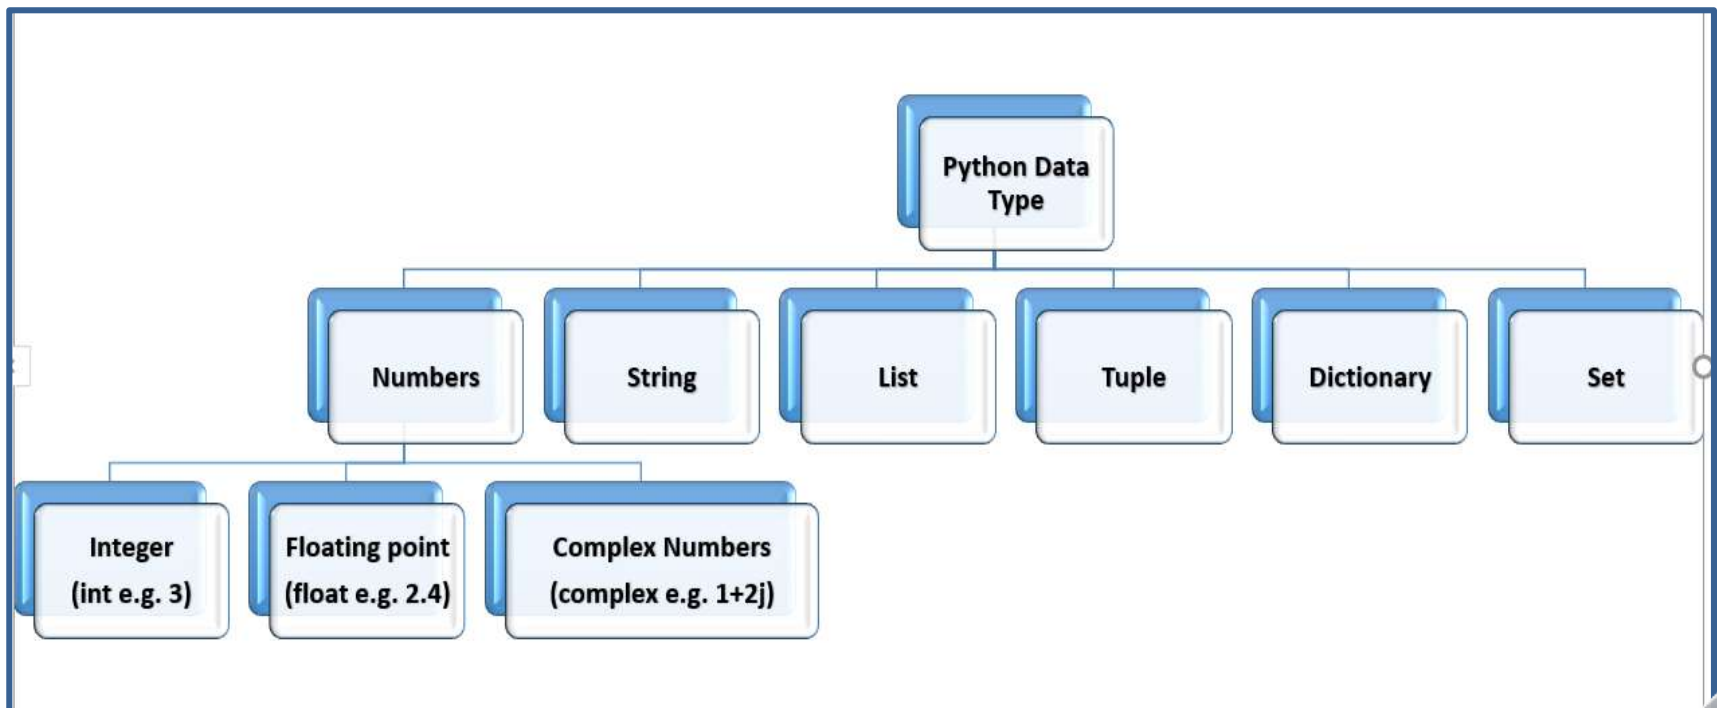 Python Data
Type
Numbers
String
List
Tuple
Dictionary
Set
Integer
(int e.g. 3)
Floating point
(float e.g. 2.4)
Complex Numbers
(complex e.g. 1+2j)